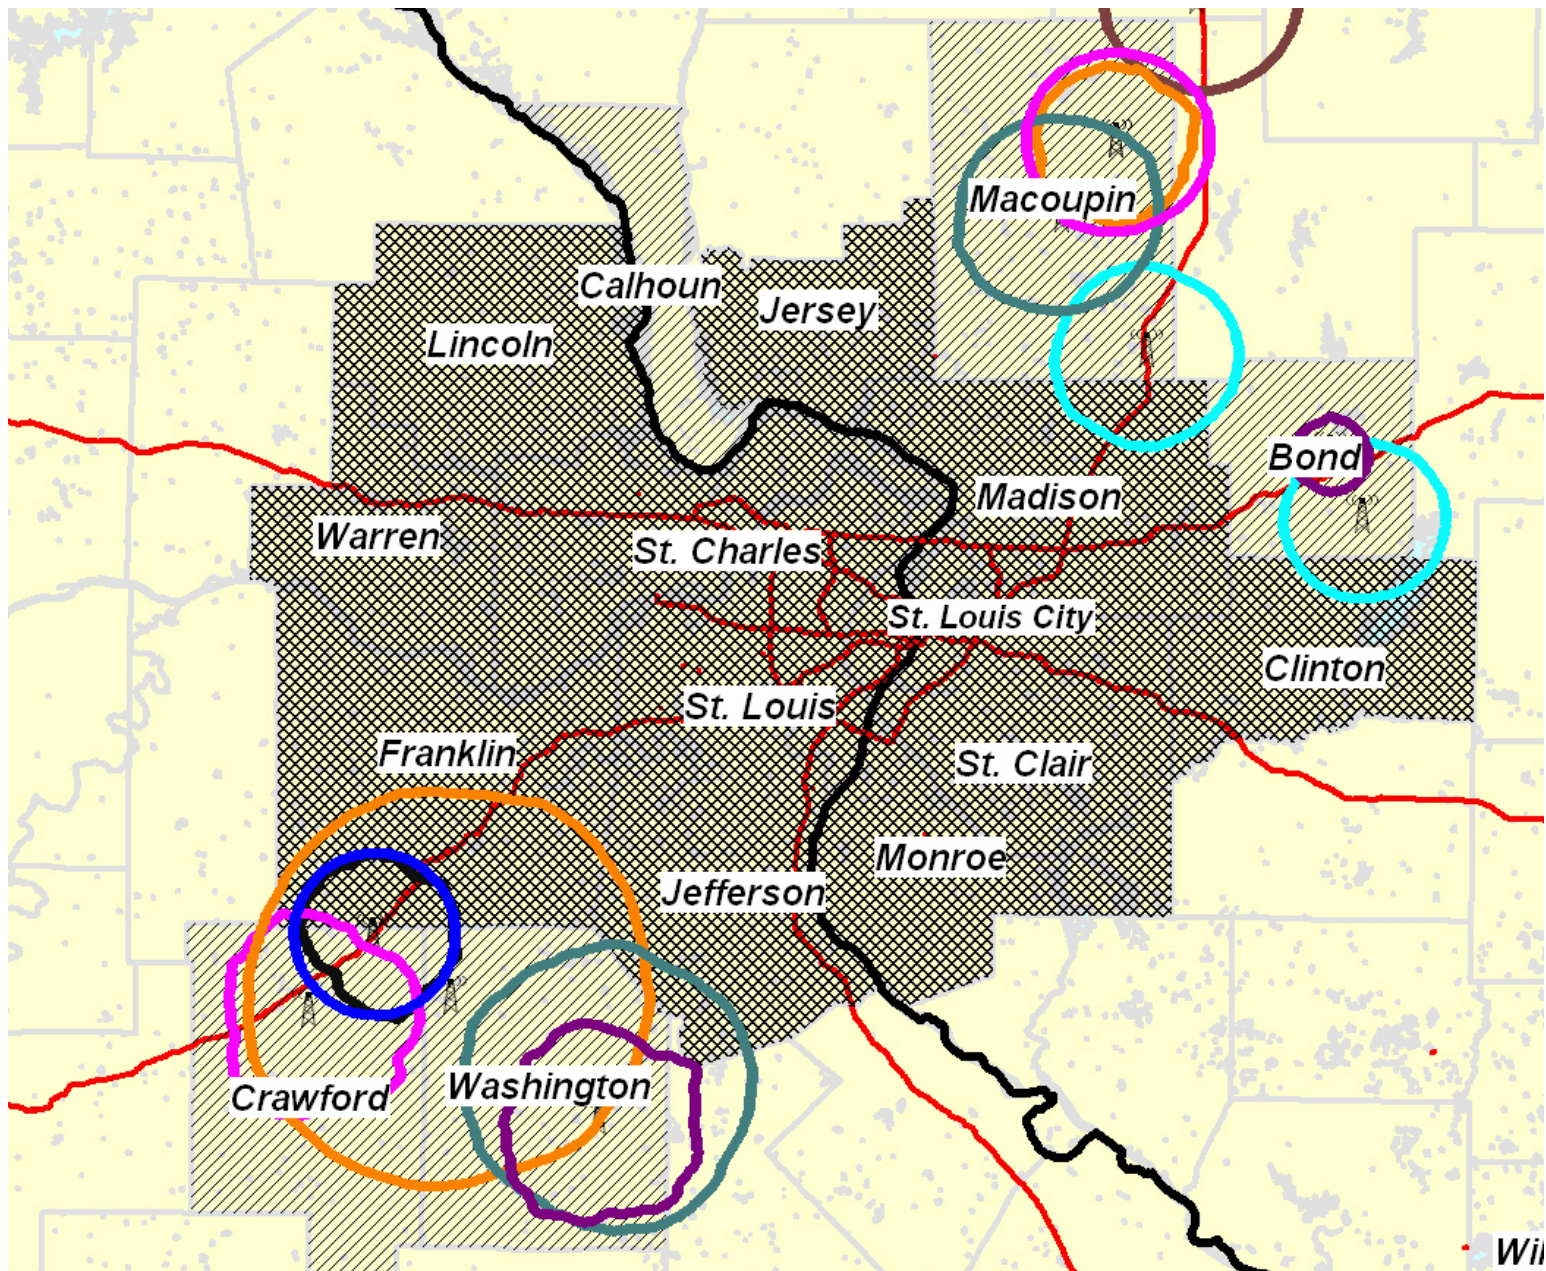 Macoupin
Calhoun
Jersey
Lincoln
Bond
Madison
Warren
St. Charles
St. Louis City
Clinton
St. Louis
Franklin
St. Clair
Monroe
Jefferson
Washington
Crawford